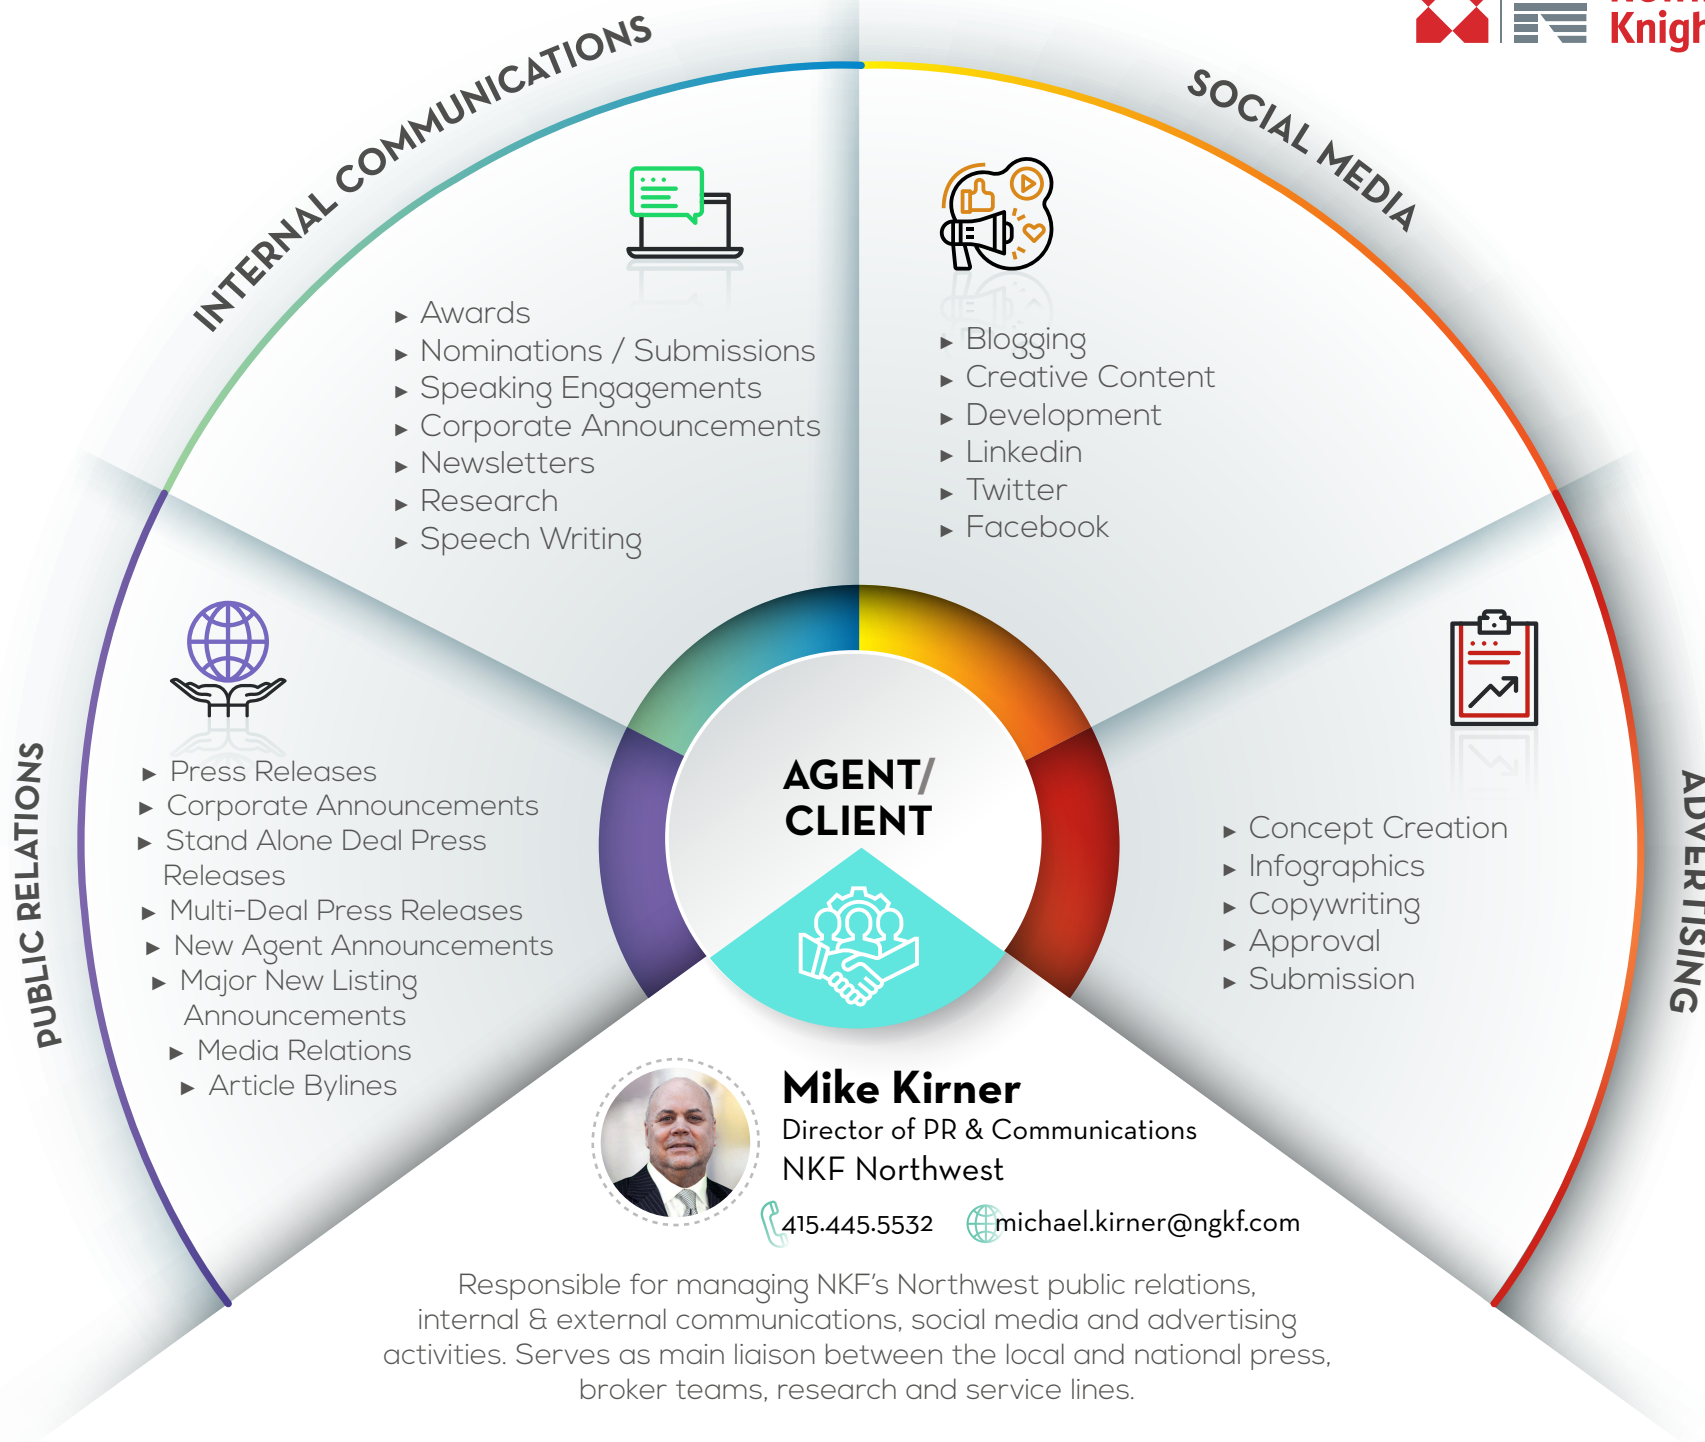 Knigh
INTERNAL COMMUNICATIONS
SOCIAL MEDIA
▸ Awards
▸ Nominations / Submissions
▸ Speaking Engagements
▸ Corporate Announcements
▸ Newsletters
▸ Research
▸ Speech Writing
▸ Blogging
▸ Creative Content
▸ Development
▸ Linkedin
▸ Twitter
▸ Facebook
PUBLIC RELATIONS
▸ Press Releases
▸ Corporate Announcements
▸ Stand Alone Deal Press
Releases
▸ Multi-Deal Press Releases
▸ New Agent Announcements
▸ Major New Listing
Announcements
▸ Media Relations
▸ Article Bylines
AGENT/
CLIENT
ADVERTISING
▸ Concept Creation
▸ Infographics
▸ Copywriting
▸ Approval
▸ Submission
Mike Kirner
Director of PR & Communications
NKF Northwest
415.445.5532 michael.kirner@ngkf.com
Responsible for managing NKF's Northwest public relations,
internal & external communications, social media and advertising
activities. Serves as main liaison between the local and national press,
broker teams, research and service lines.